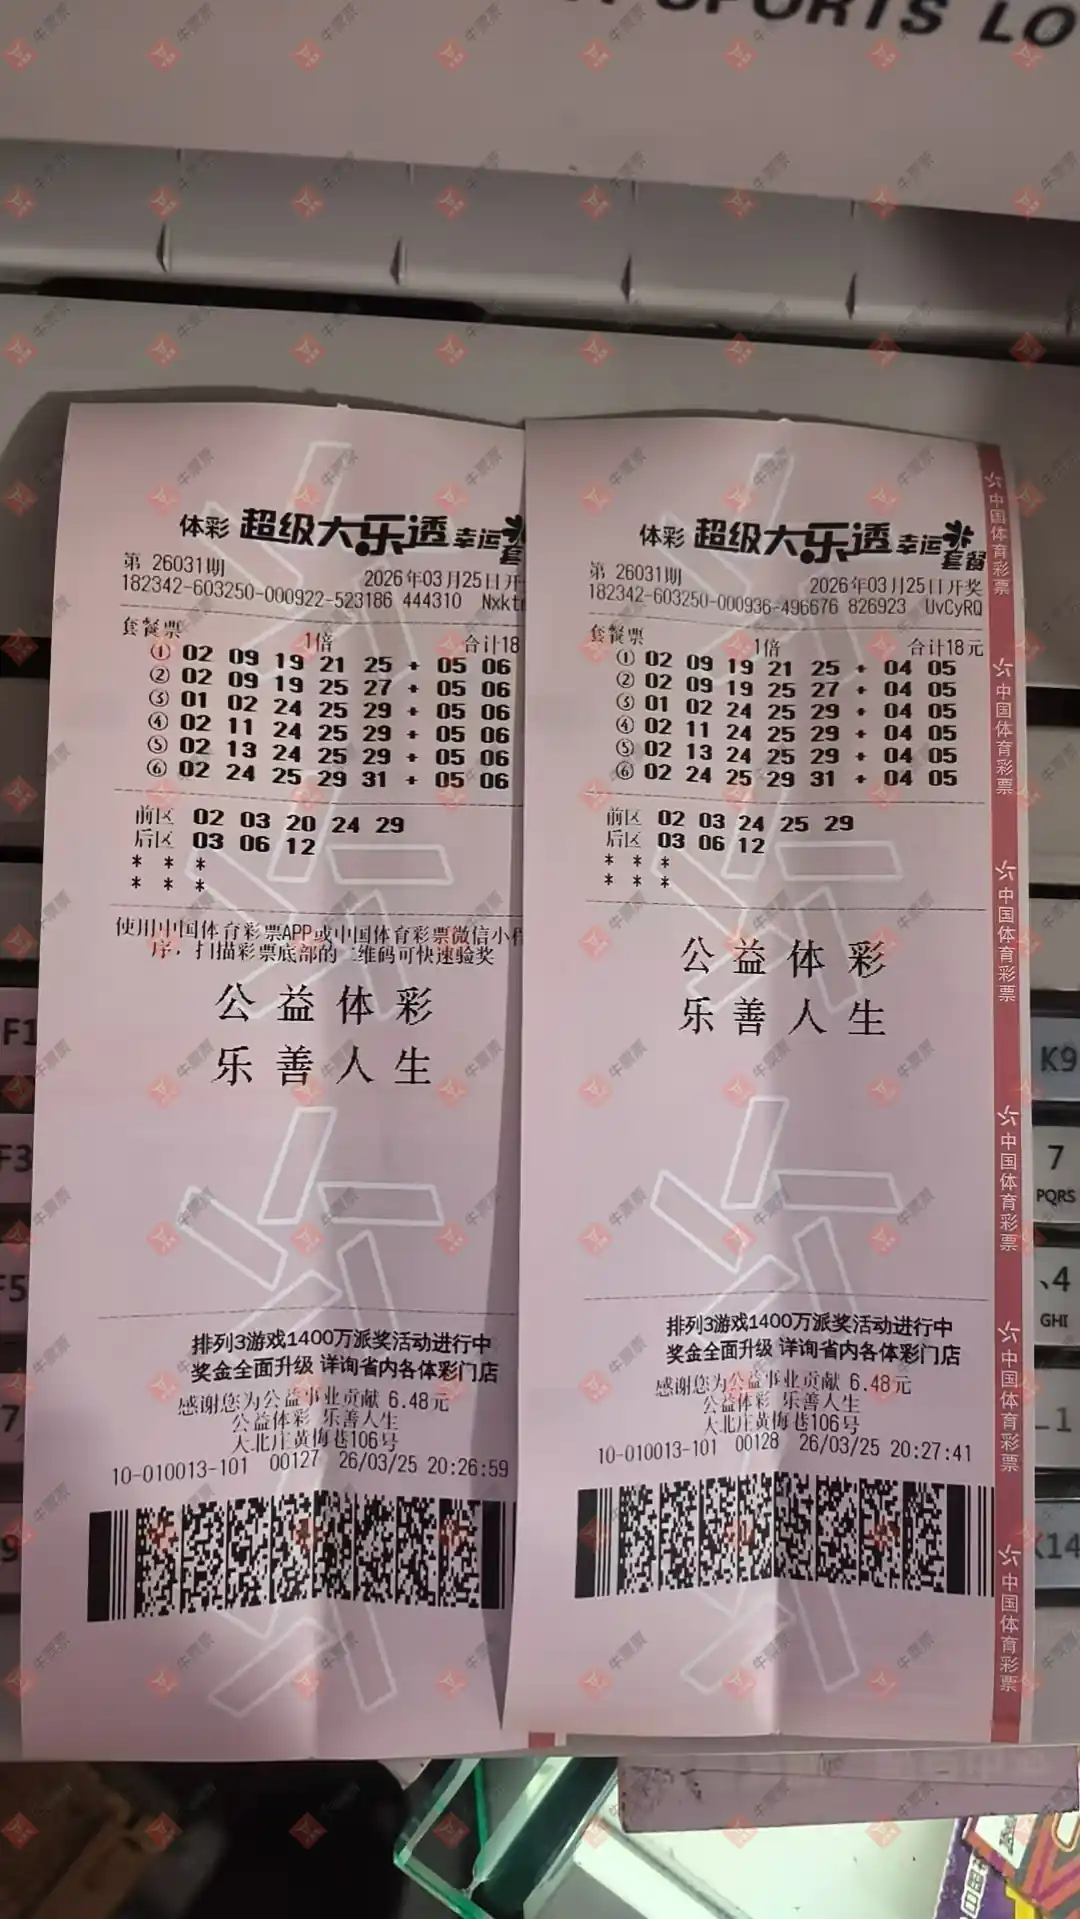 SPORTS LO
体彩 超级大乐透 幸运套
第 26031期
2026年03月25日开
182342-603250-000922-523186 444310 Nxkt
套餐票 1倍 合计18
① 02 09 19 21 25 + 05 06
② 02 09 19 25 27 + 05 06
③ 01 02 24 25 29 + 05 06
④ 02 11 24 25 29 + 05 06
⑤ 02 13 24 25 29 + 05 06
⑥ 02 24 25 29 31 + 05 06
前区 02 03 20 24 29
后区 03 06 12
* * *
* * *
使用中国体育彩票APP或中国体育彩票微信小程
序，扫描彩票底部的二维码可快速验奖
公益体彩
乐善人生
排列3游戏1400万派奖活动进行中
奖金全面升级 详询省内各体彩门店
感谢您为公益事业贡献 6.48元
公益体彩 乐善人生
大北庄黄梅巷106号
10-010013-101 00127 26/03/25 20:26:59
体彩 超级大乐透 幸运套餐
第 26031期
2026年03月25日开奖
182342-603250-000936-496676 826923 UvCyRQ
套餐票 1倍 合计18元
① 02 09 19 21 25 + 04 05
② 02 09 19 25 27 + 04 05
③ 01 02 24 25 29 + 04 05
④ 02 11 24 25 29 + 04 05
⑤ 02 13 24 25 29 + 04 05
⑥ 02 24 25 29 31 + 04 05
前区 02 03 24 25 29
后区 03 06 12
* * *
* * *
公益体彩
乐善人生
排列3游戏1400万派奖活动进行中
奖金全面升级 详询省内各体彩门店
感谢您为公益事业贡献 6.48元
公益体彩 乐善人生
大北庄黄梅巷106号
10-010013-101 00128 26/03/25 20:27:41
中国体育彩票
中国体育彩票
中国体育彩票
中国体育彩票
中国体育彩票
中国体育彩票
F1
F3
F5
7
9
K9
7
PQRS
4
GHI
1
K14